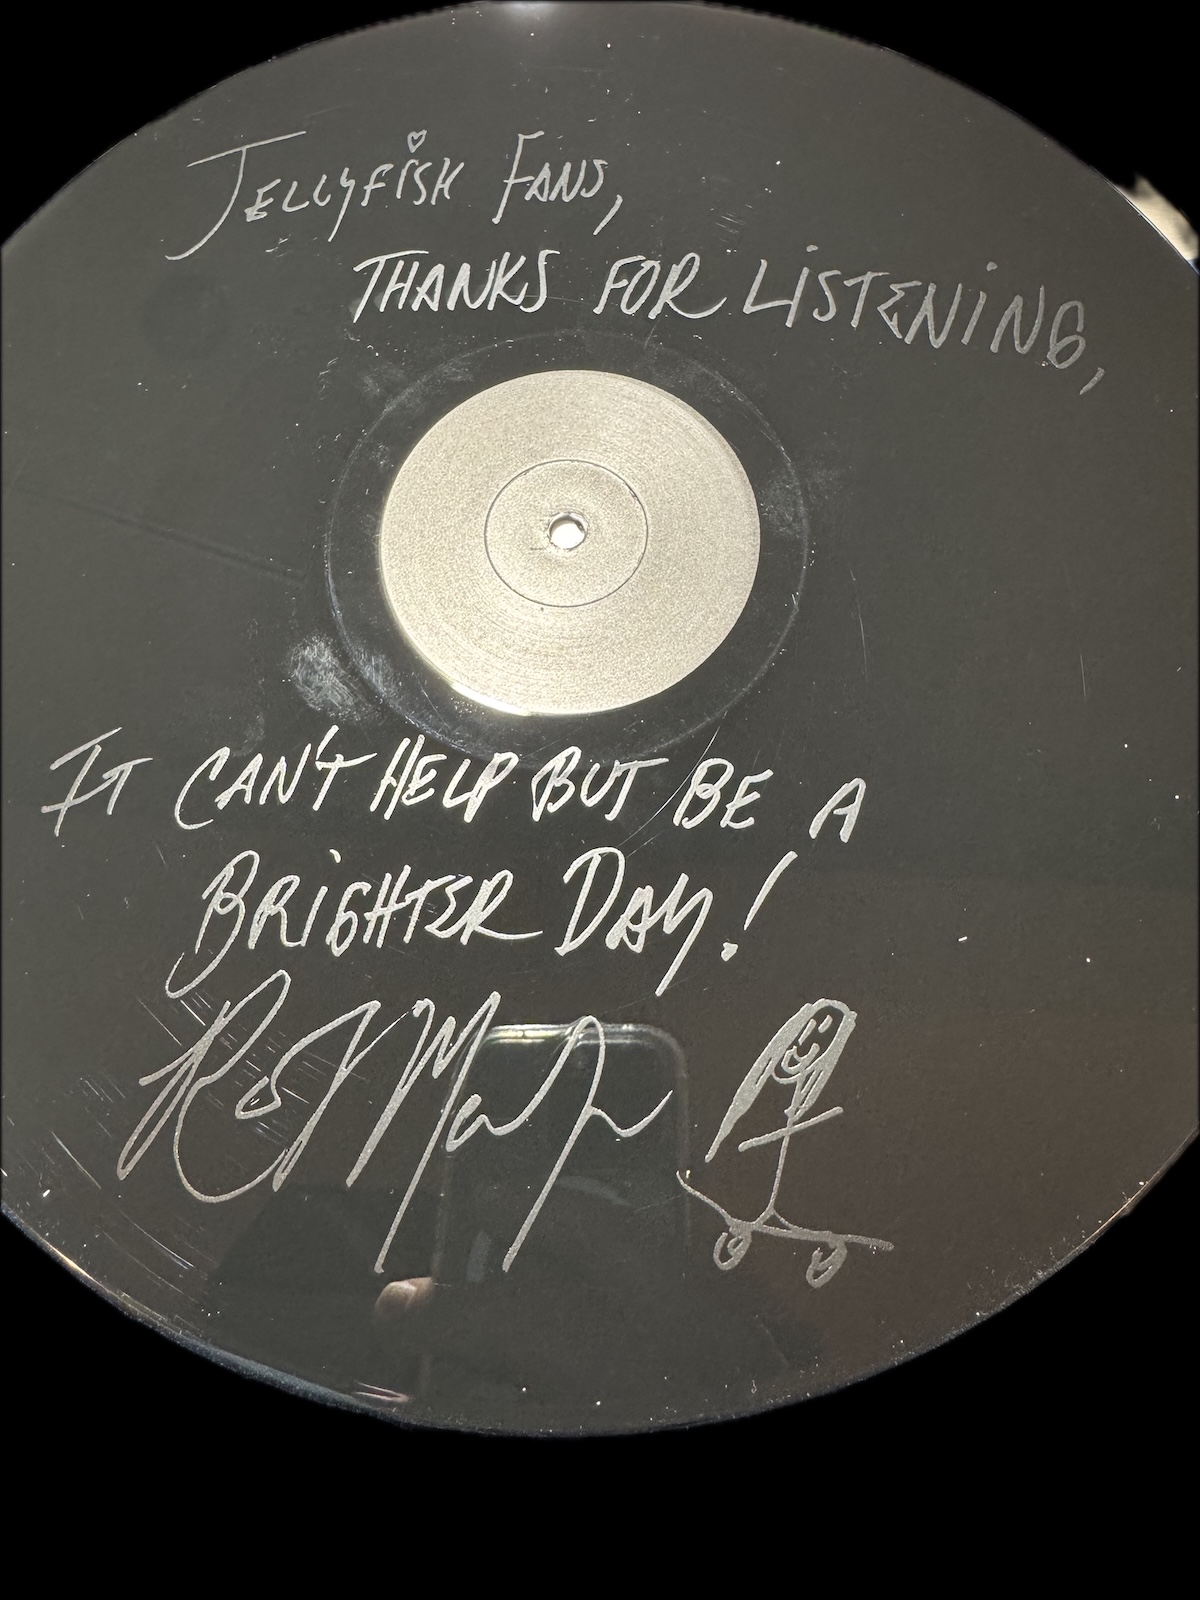 JELLYFiSH FANS,
THANKS FOR LiSTENiNG,
IT CAN'T HELP BUT BE A
BRiGHTER DAY!